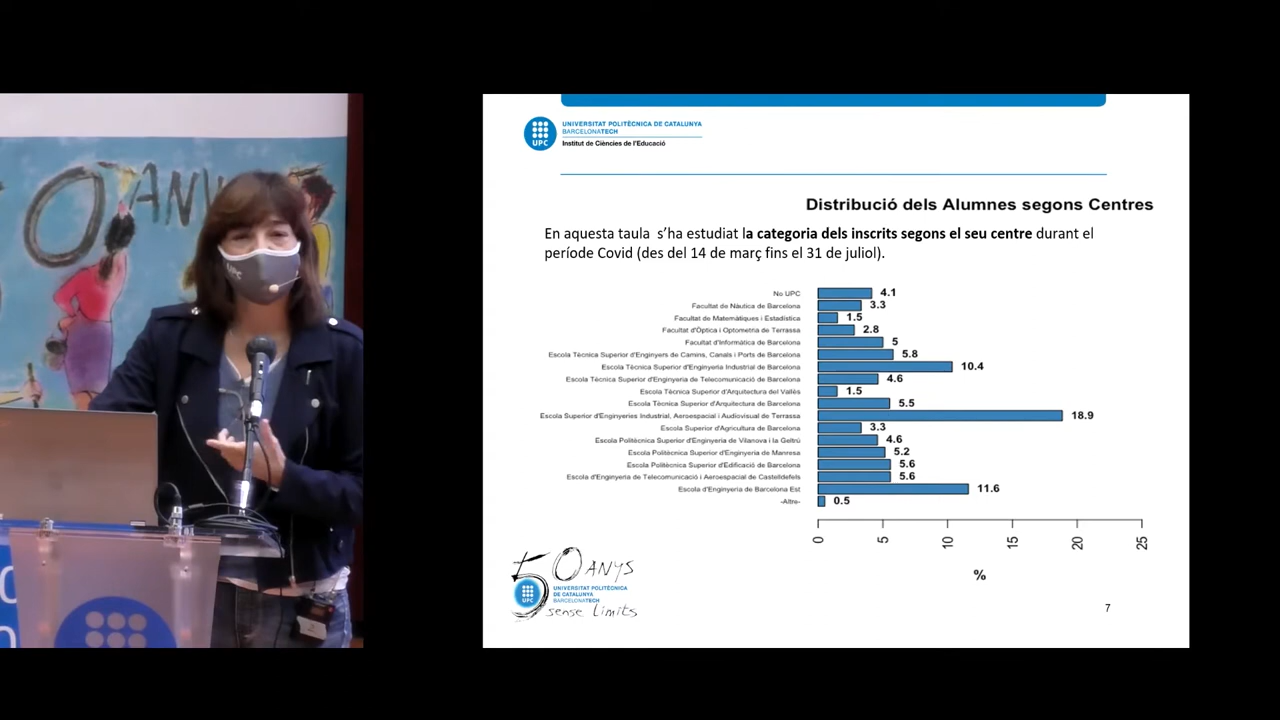 O ANY
UNIVERSITAT POLITÈCNICA DE CATALUNYA
BARCELONATECH
Institut de Ciències de l'Educació
UPC
Distribució dels Alumnes segons Centres
En aquesta taula s'ha estudiat la categoria dels inscrits segons el seu centre durant el
període Covid (des del 14 de març fins el 31 de juliol).
No UPC 4.1
Facultat de Nàutica de Barcelona 3.3
Facultat de Matemàtiques i Estadística 1.5
Facultat d'Òptica i Optometria de Terrassa 2.8
Facultat d'Informàtica de Barcelona 5
Escola Tècnica Superior d'Enginyers de Camins, Canals i Ports de Barcelona 5.8
Escola Tècnica Superior d'Enginyeria Industrial de Barcelona 10.4
Escola Tècnica Superior d'Enginyeria de Telecomunicació de Barcelona 4.6
Escola Tècnica Superior d'Arquitectura del Vallès 1.5
Escola Tècnica Superior d'Arquitectura de Barcelona 5.5
Escola Superior d'Enginyeries Industrial, Aeroespacial i Audiovisual de Terrassa 18.9
Escola Superior d'Agricultura de Barcelona 3.3
Escola Politècnica Superior d'Enginyeria de Vilanova i la Geltrú 4.6
Escola Politècnica Superior d'Enginyeria de Manresa 5.2
Escola Politècnica Superior d'Edificació de Barcelona 5.6
Escola d'Enginyeria de Telecomunicació i Aeroespacial de Castelldefels 5.6
Escola d'Enginyeria de Barcelona Est 11.6
-Altre- 0.5
0 5 10 15 20 25
%
50 ANYS
UNIVERSITAT POLITÈCNICA
DE CATALUNYA
BARCELONATECH
UPC
sense límits
7